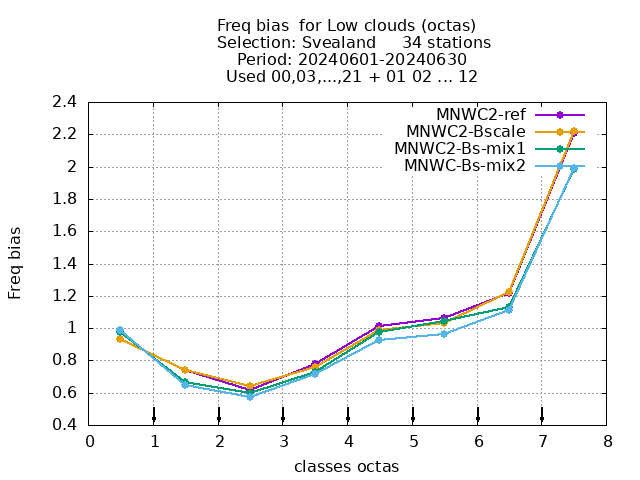 Freq bias  for Low clouds (octas)
Selection: Svealand     34 stations
Period: 20240601-20240630
Used 00,03,...,21 + 01 02 ... 12
MNWC2-ref
MNWC2-Bscale
MNWC2-Bs-mix1
MNWC-Bs-mix2
2.4
2.2
2
1.8
1.6
1.4
1.2
1
0.8
0.6
0.4
Freq bias
0 1 2 3 4 5 6 7 8
classes octas